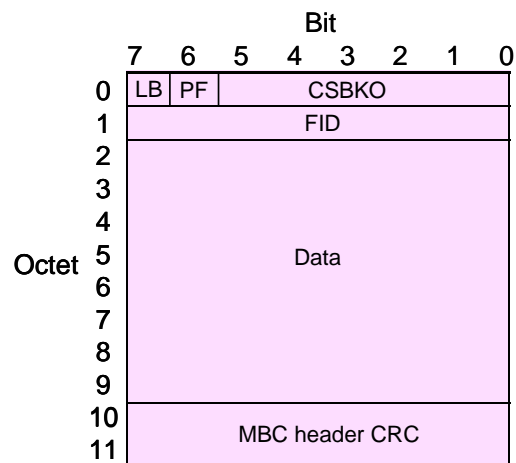 Bit
7 6 5 4 3 2 1 0
0 LB PF CSBKO
1 FID
2
3
4
Octet 5 Data
6
7
8
9
10
MBC header CRC
11